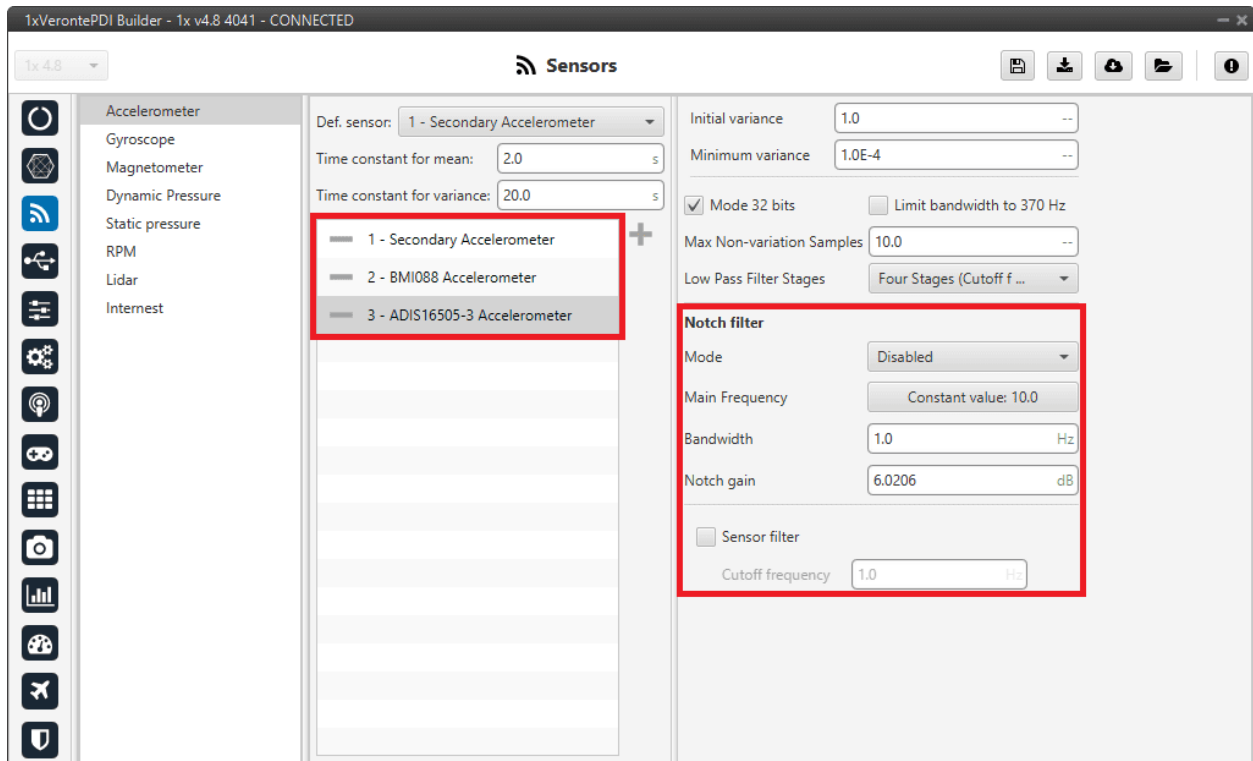 1xVerontePDI Builder - 1x v4.8 4041 - CONNECTED
1x 4.8
Sensors
Accelerometer
Gyroscope
Magnetometer
Dynamic Pressure
Static pressure
RPM
Lidar
Internest
Def. sensor: 1 - Secondary Accelerometer
Time constant for mean: 2.0 s
Time constant for variance: 20.0 s
1 - Secondary Accelerometer
2 - BMI088 Accelerometer
3 - ADIS16505-3 Accelerometer
Initial variance 1.0 --
Minimum variance 1.0E-4 --
Mode 32 bits Limit bandwidth to 370 Hz
Max Non-variation Samples 10.0 --
Low Pass Filter Stages Four Stages (Cutoff f ...
Notch filter
Mode Disabled
Main Frequency Constant value: 10.0
Bandwidth 1.0 Hz
Notch gain 6.0206 dB
Sensor filter
Cutoff frequency 1.0 Hz